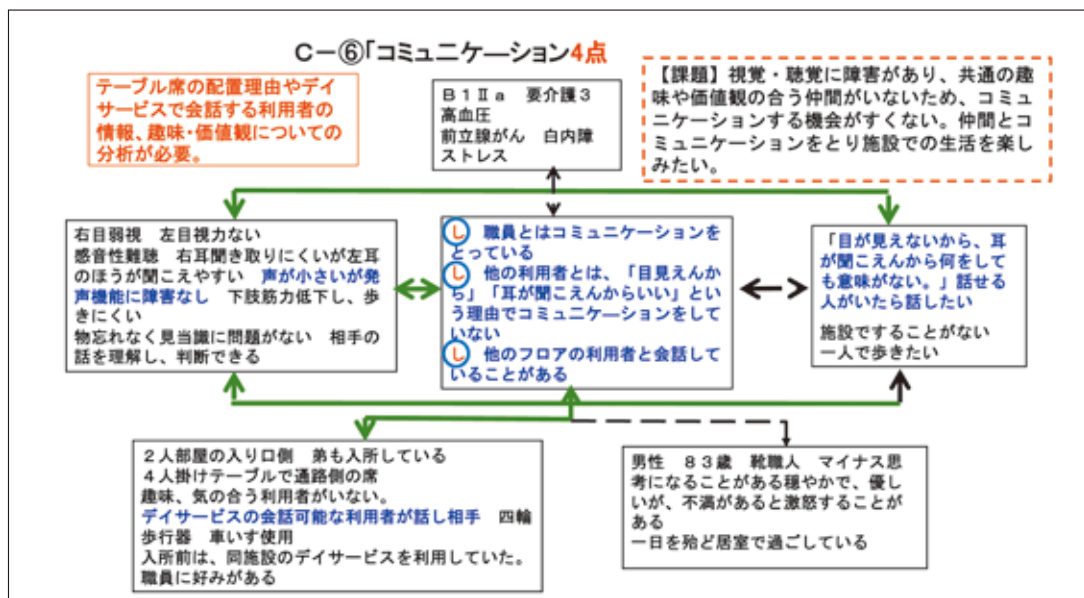 C-⑥「コミュニケーション4点
テーブル席の配置理由やデイ
サービスで会話する利用者の
情報、趣味・価値観についての
分析が必要。
B1Ⅱa 要介護3
高血圧
前立腺がん 白内障
ストレス
【課題】視覚・聴覚に障害があり、共通の趣
味や価値観の合う仲間がいないため、コミュ
ニケーションする機会がすくない。仲間とコ
ミュニケーションをとり施設での生活を楽し
みたい。
右目弱視 左目視力ない
感音性難聴 右耳聞き取りにくいが左耳
のほうが聞こえやすい 声が小さいが発
声機能に障害なし 下肢筋力低下し、歩
きにくい
物忘れなく見当識に問題がない 相手の
話を理解し、判断できる
し 職員とはコミュニケーションを
とっている
し 他の利用者とは、「目見えんか
ら」「耳が聞こえんからいい」という
理由でコミュニケーションをして
いない
し 他のフロアの利用者と会話して
いることがある
「目が見えないから、耳
が聞こえんから何をして
も意味がない。」話せる
人がいたら話したい
施設ですることがない
一人で歩きたい
2人部屋の入り口側 弟も入所している
4人掛けテーブルで通路側の席
趣味、気の合う利用者がいない。
デイサービスの会話可能な利用者が話し相手 四輪
歩行器 車いす使用
入所前は、同施設のデイサービスを利用していた。
職員に好みがある
男性 83歳 靴職人 マイナス思
考になることがある穏やかで、優し
いが、不満があると激怒することが
ある
一日を殆ど居室で過ごしている